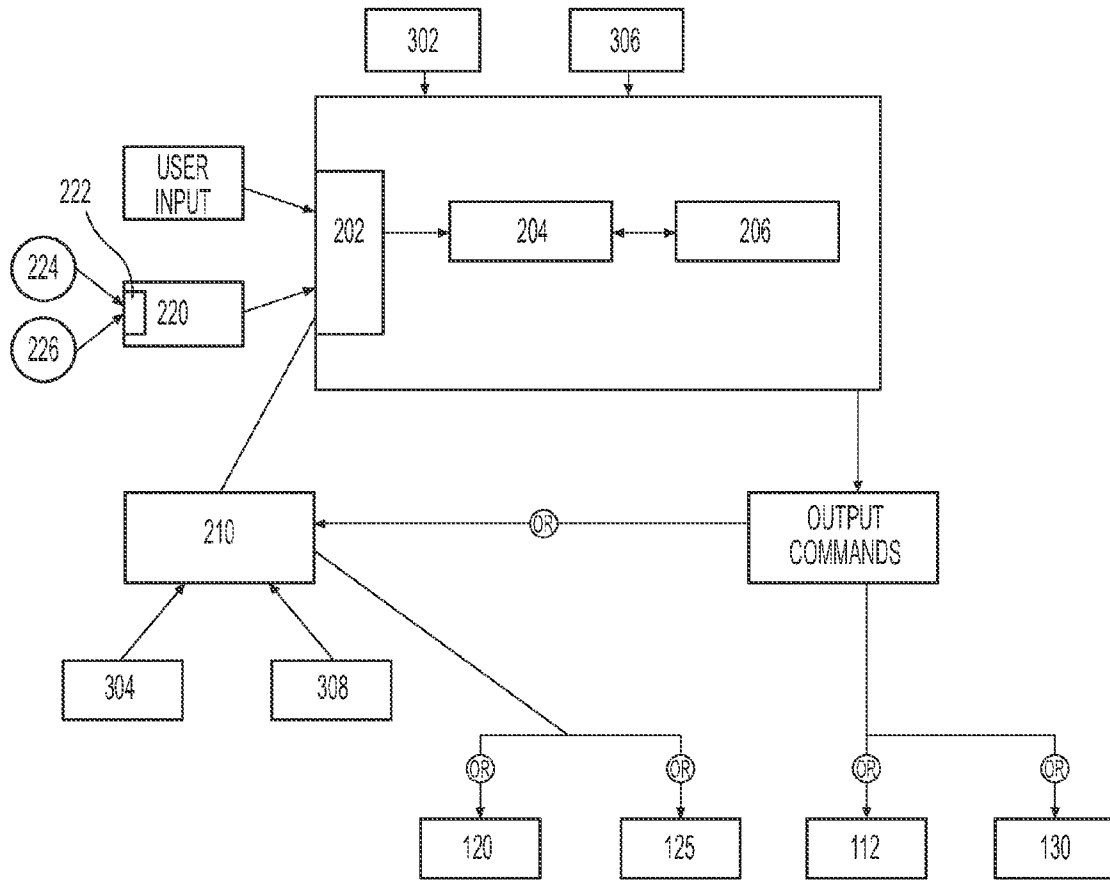 302
306
USER
INPUT
222
202
204
206
224
220
226
210
OR
OUTPUT
COMMANDS
304
308
OR
OR
OR
OR
120
125
112
130